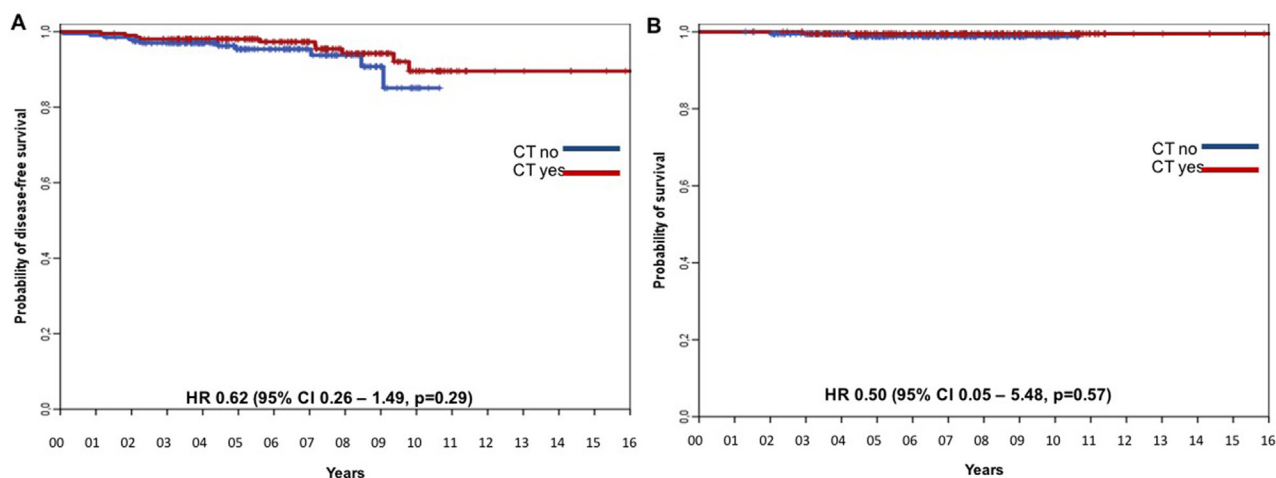 A
Probability of disease-free survival
1,0
0,8
0,6
0,4
0,2
0,0
CT no
CT yes
HR 0.62 (95% CI 0.26 – 1.49, p=0.29)
00 01 02 03 04 05 06 07 08 09 10 11 12 13 14 15 16
Years
B
Probability of survival
1,0
0,8
0,6
0,4
0,2
0,0
CT no
CT yes
HR 0.50 (95% CI 0.05 – 5.48, p=0.57)
00 01 02 03 04 05 06 07 08 09 10 11 12 13 14 15 16
Years